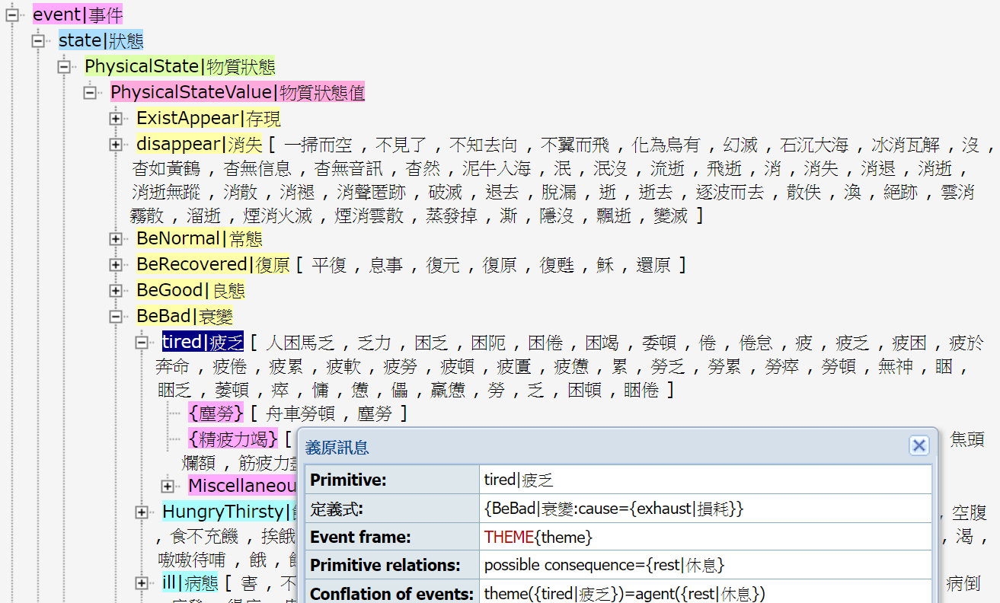 event|事件
state|狀態
PhysicalState|物質狀態
PhysicalStateValue|物質狀態值
ExistAppear|存現
disappear|消失 [ 一掃而空 , 不見了 , 不知去向 , 不翼而飛 , 化為烏有 , 幻滅 , 石沉大海 , 冰消瓦解 , 沒 ,
杳如黃鶴 , 杳無信息 , 杳無音訊 , 杳然 , 泥牛入海 , 泯 , 泯沒 , 流逝 , 飛逝 , 消 , 消失 , 消退 , 消逝 ,
消逝無蹤 , 消散 , 消褪 , 消聲匿跡 , 破滅 , 退去 , 脫漏 , 逝 , 逝去 , 逐波而去 , 散佚 , 渙 , 絕跡 , 雲消
霧散 , 溜逝 , 煙消火滅 , 煙消雲散 , 蒸發掉 , 澌 , 隱沒 , 飄逝 , 變滅 ]
BeNormal|常態
BeRecovered|復原 [ 平復 , 息事 , 復元 , 復原 , 復甦 , 穌 , 還原 ]
BeGood|良態
BeBad|衰變
tired|疲乏 [ 人困馬乏 , 乏力 , 困乏 , 困阨 , 困倦 , 困竭 , 委頓 , 倦 , 倦怠 , 疲 , 疲乏 , 疲困 , 疲於
奔命 , 疲倦 , 疲累 , 疲軟 , 疲勞 , 疲頓 , 疲匱 , 疲憊 , 累 , 勞乏 , 勞累 , 勞瘁 , 勞頓 , 無神 , 睏 ,
睏乏 , 萎頓 , 瘁 , 慵 , 憊 , 儡 , 羸憊 , 勞 , 乏 , 困頓 , 睏倦 ]
{塵勞} [ 舟車勞頓 , 塵勞 ]
{精疲力竭} [ 焦頭
爛額 , 筋疲力
Miscellaneou
HungryThirsty| , 空腹
, 食不充饑 , 挨餓 , 渴 ,
嗷嗷待哺 , 餓 ,
ill|病態 [ 害 , 不 病倒
義原訊息
Primitive: tired|疲乏
定義式: {BeBad|衰變:cause={exhaust|損耗}}
Event frame: THEME{theme}
Primitive relations: possible consequence={rest|休息}
Conflation of events: theme({tired|疲乏})=agent({rest|休息})